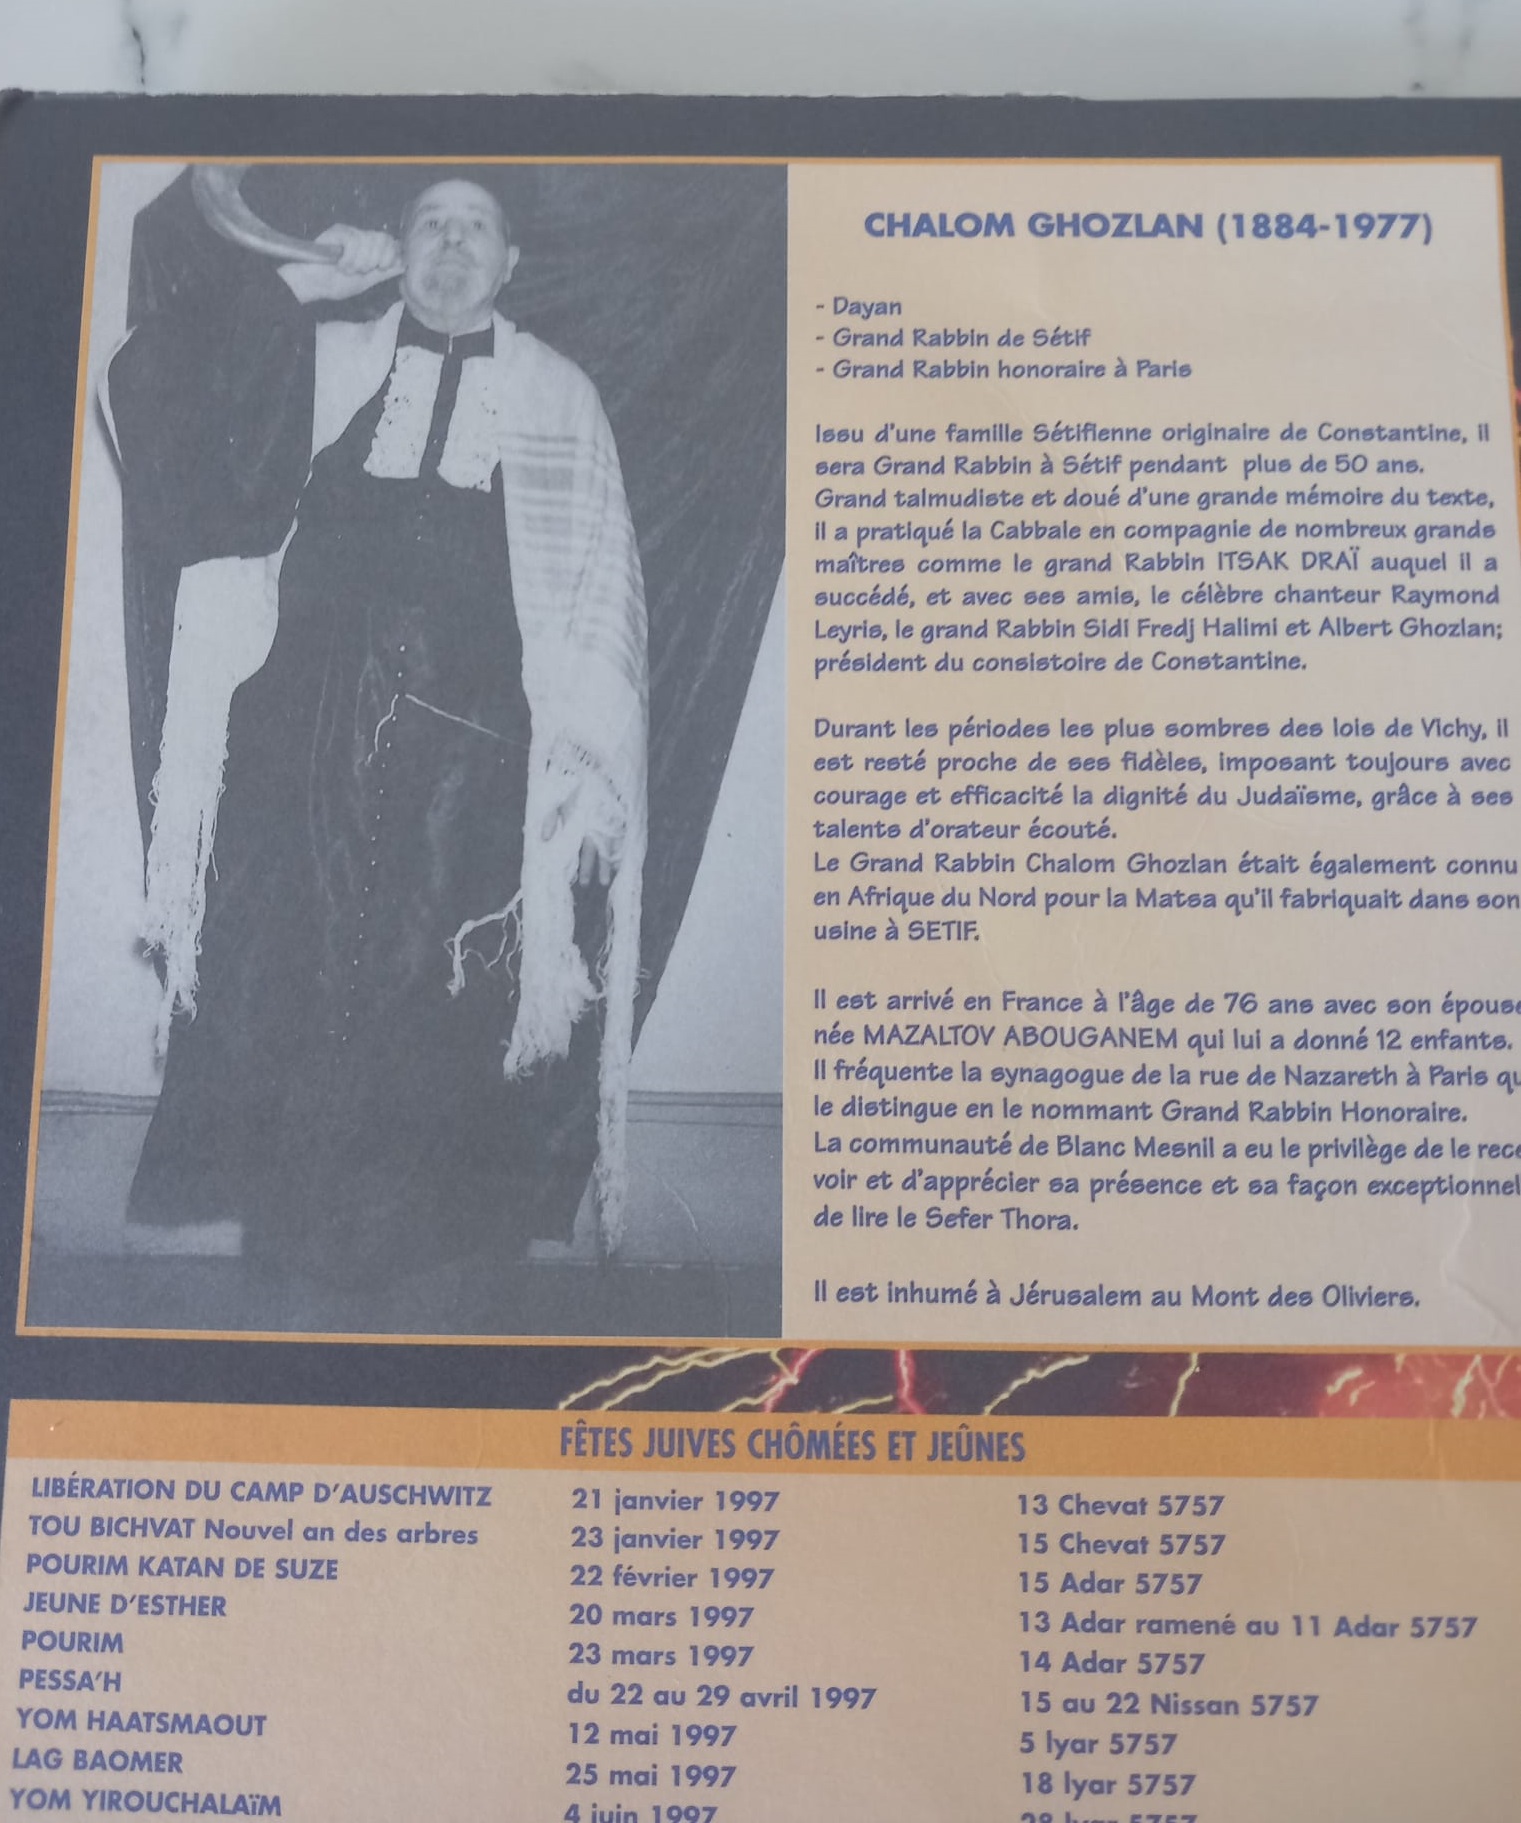 CHALOM GHOZLAN (1884-1977)
- Dayan
- Grand Rabbin de Sétif
- Grand Rabbin honoraire à Paris
Issu d'une famille Sétifienne originaire de Constantine, il
sera Grand Rabbin à Sétif pendant plus de 50 ans.
Grand talmudiste et doué d'une grande mémoire du texte,
il a pratiqué la Cabbale en compagnie de nombreux grands
maîtres comme le grand Rabbin ITSAK DRAÏ auquel il a
succédé, et avec ses amis, le célèbre chanteur Raymond
Leyris, le grand Rabbin Sidi Fredj Halimi et Albert Ghozlan;
président du consistoire de Constantine.
Durant les périodes les plus sombres des lois de Vichy, il
est resté proche de ses fidèles, imposant toujours avec
courage et efficacité la dignité du Judaïsme, grâce à ses
talents d'orateur écouté.
Le Grand Rabbin Chalom Ghozlan était également connu
en Afrique du Nord pour la Matsa qu'il fabriquait dans son
usine à SETIF.
Il est arrivé en France à l'âge de 76 ans avec son épouse
née MAZALTOV ABOUGANEM qui lui a donné 12 enfants.
Il fréquente la synagogue de la rue de Nazareth à Paris qu
le distingue en le nommant Grand Rabbin Honoraire.
La communauté de Blanc Mesnil a eu le privilège de le rece
voir et d'apprécier sa présence et sa façon exceptionnel
de lire le Sefer Thora.
Il est inhumé à Jérusalem au Mont des Oliviers.
FÊTES JUIVES CHÔMÉES ET JEÛNES
LIBÉRATION DU CAMP D'AUSCHWITZ 21 janvier 1997 13 Chevat 5757
TOU BICHVAT Nouvel an des arbres 23 janvier 1997 15 Chevat 5757
POURIM KATAN DE SUZE 22 février 1997 15 Adar 5757
JEUNE D'ESTHER 20 mars 1997 13 Adar ramené au 11 Adar 5757
POURIM 23 mars 1997 14 Adar 5757
PESSA'H du 22 au 29 avril 1997 15 au 22 Nissan 5757
YOM HAATSMAOUT 12 mai 1997 5 Iyar 5757
LAG BAOMER 25 mai 1997 18 Iyar 5757
YOM YIROUCHALAïM 4 juin 1997 28 Iyar 5757